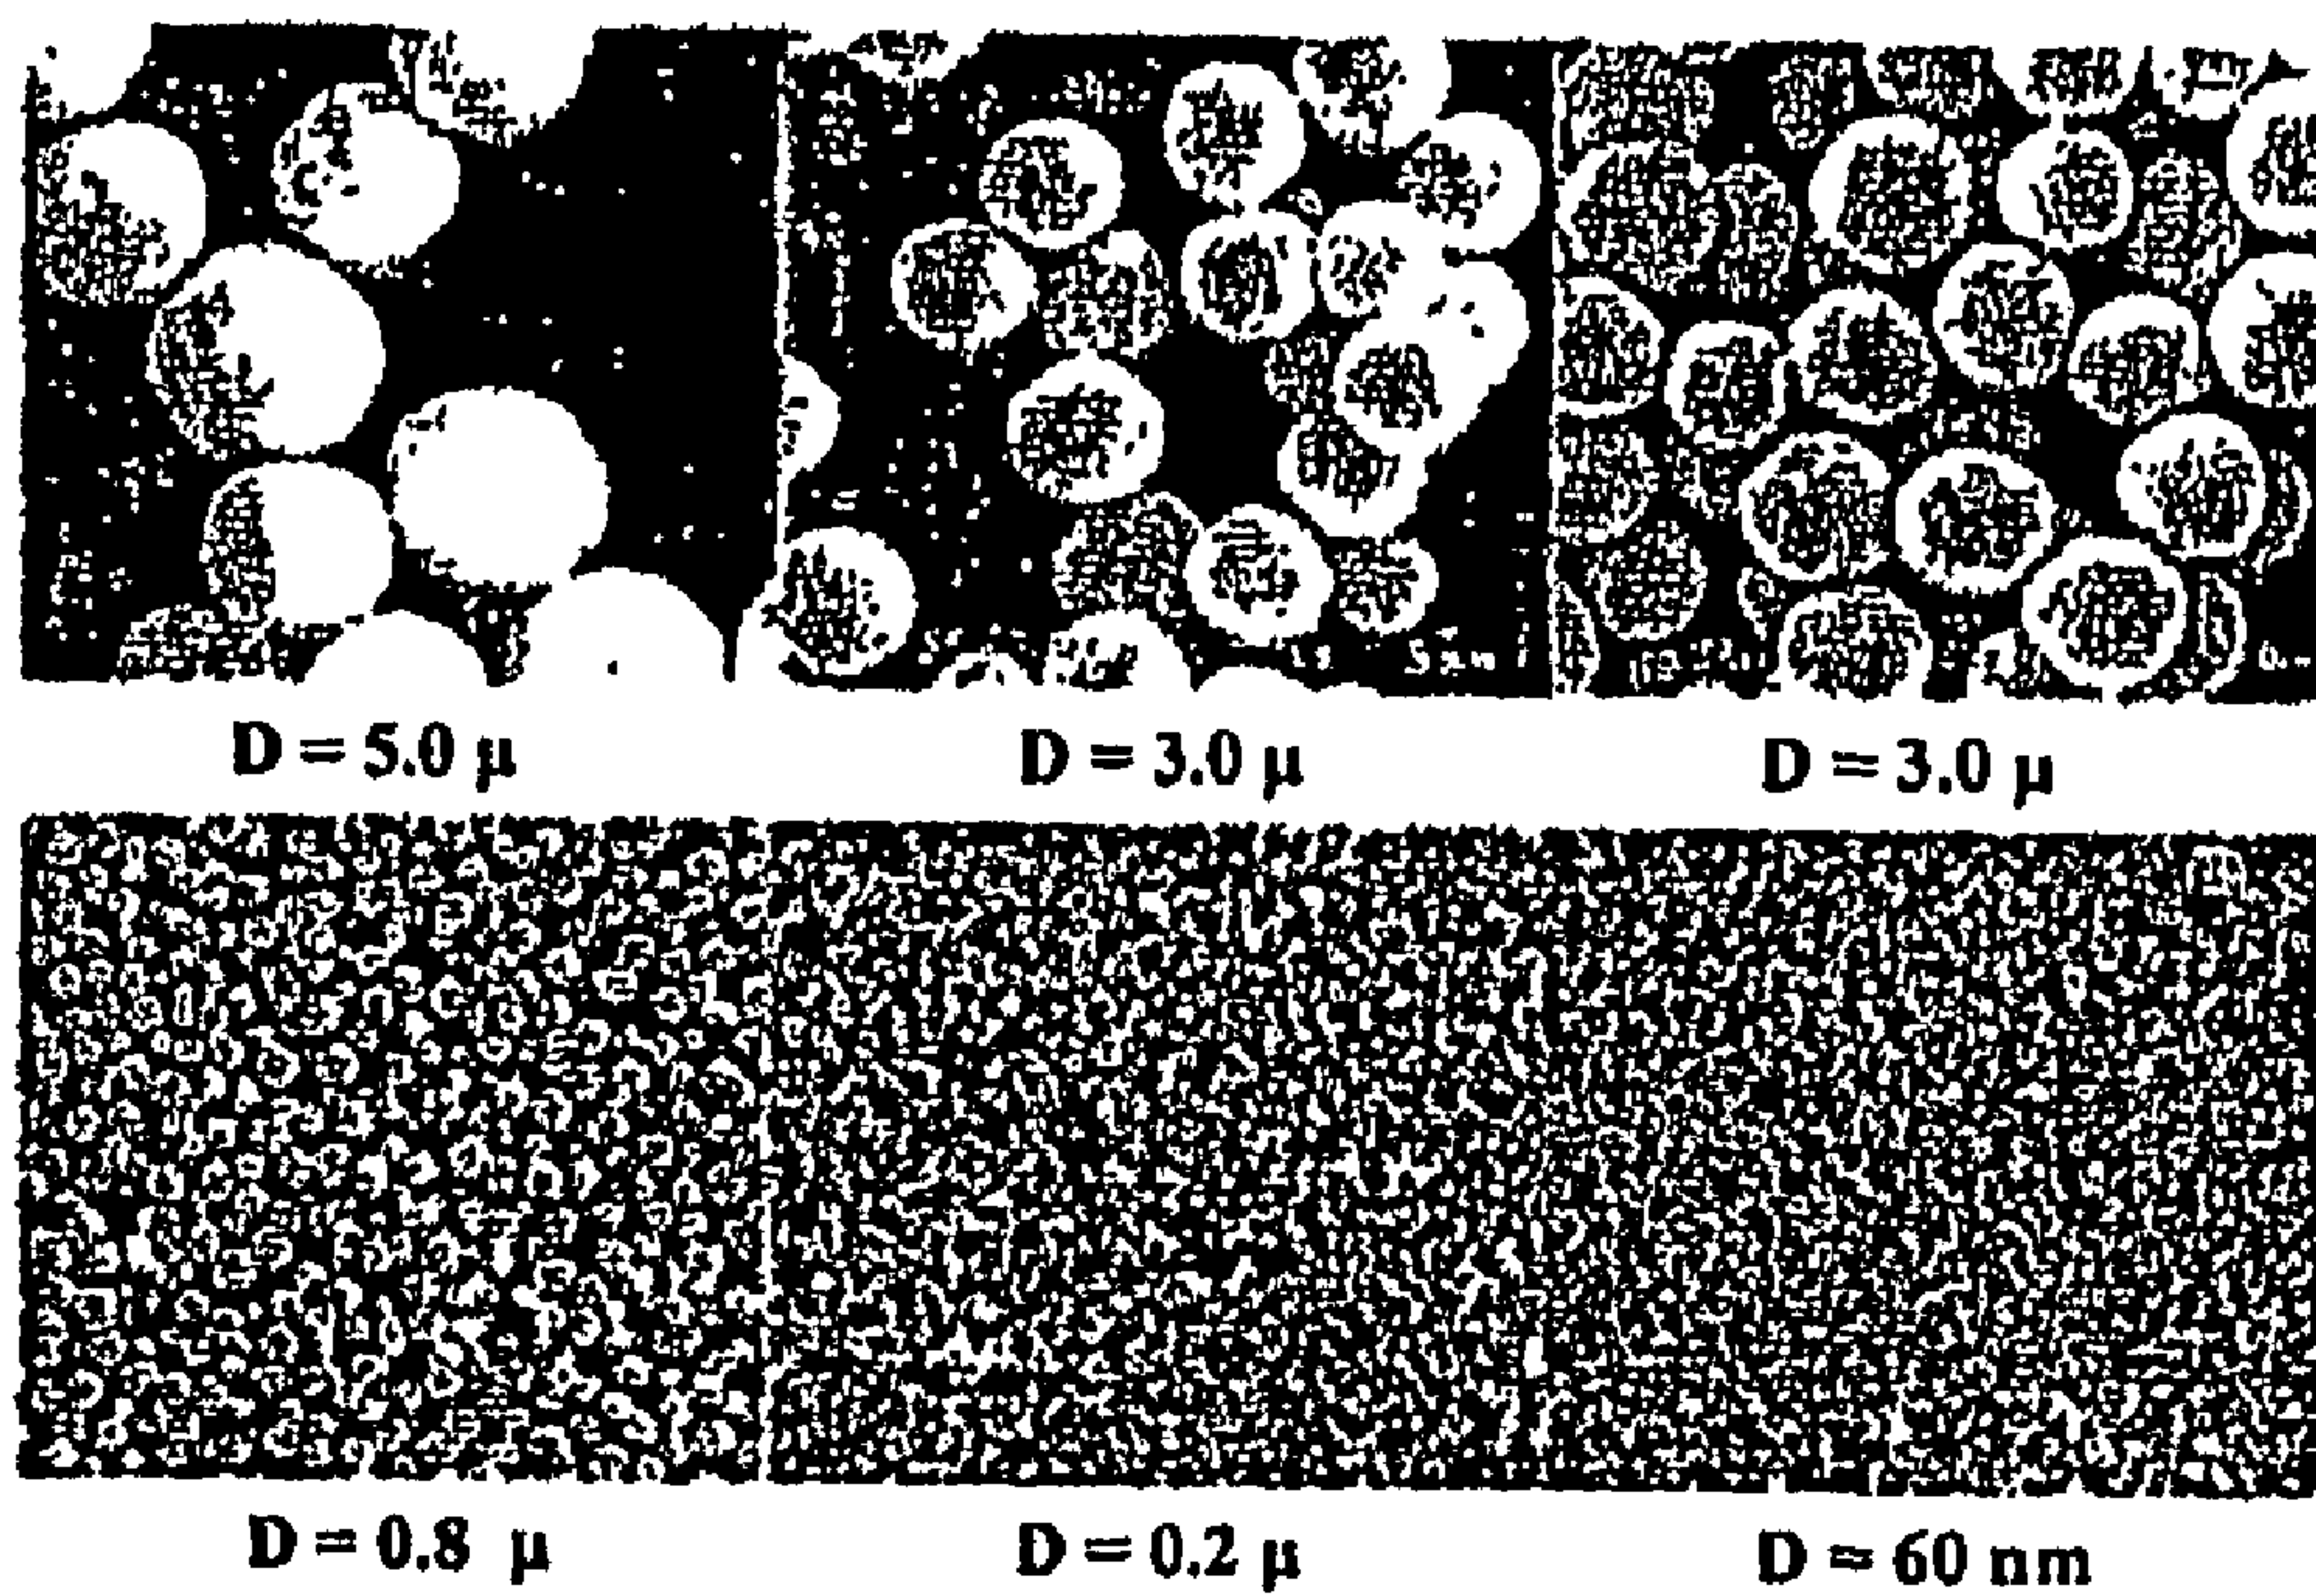 D = 5.0 μ
D = 3.0 μ
D = 3.0 μ
D = 0.8 μ
D = 0.2 μ
D = 60 nm